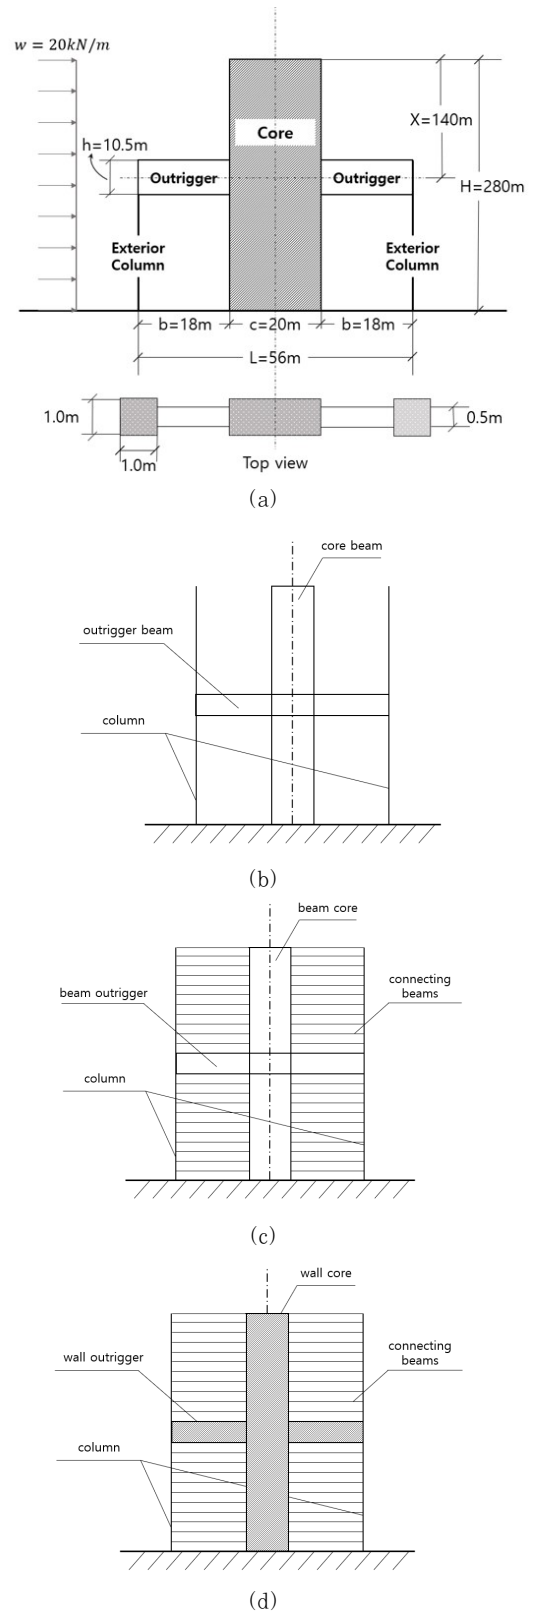 w = 20kN/m
Core
X=140m
h=10.5m
Outrigger
Outrigger
H=280m
Exterior
Column
Exterior
Column
b=18m
c=20m
b=18m
L=56m
1.0m
0.5m
1.0m
Top view
(a)
core beam
outrigger beam
column
(b)
beam core
connecting
beams
beam outrigger
column
(c)
wall core
connecting
beams
wall outrigger
column
(d)